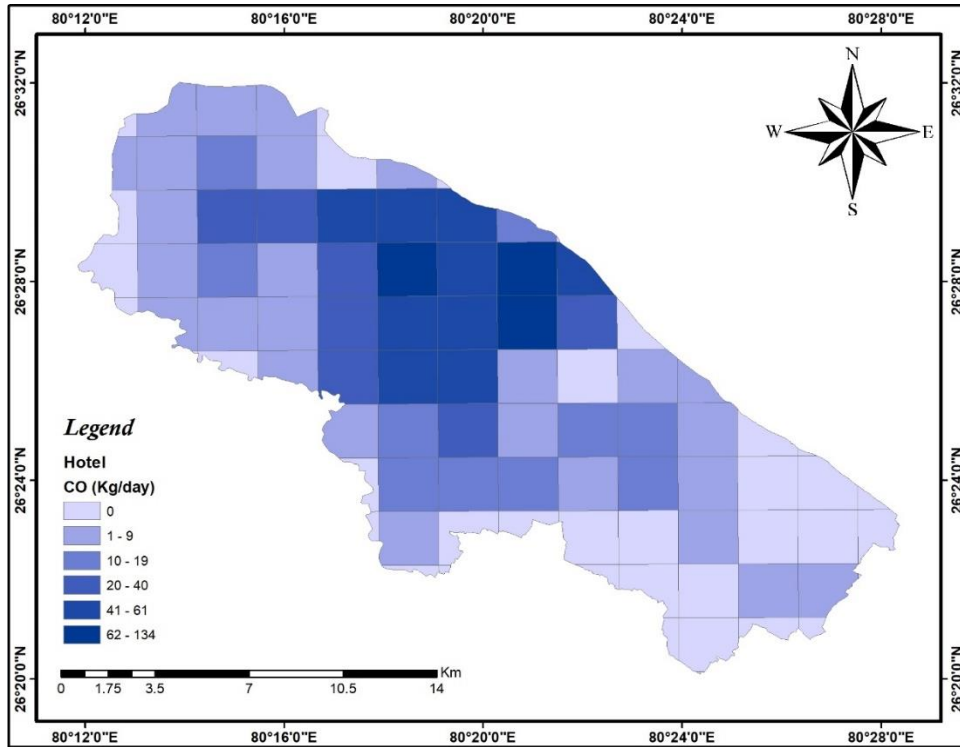 80°12'0"E 80°16'0"E 80°20'0"E 80°24'0"E 80°28'0"E
26°32'0"N 26°32'0"N
N
W E
S
26°28'0"N 26°28'0"N
Legend
Hotel
CO (Kg/day)
0
1 - 9
10 - 19
20 - 40
41 - 61
62 - 134
26°24'0"N 26°24'0"N
Km
0 1.75 3.5 7 10.5 14
26°20'0"N 26°20'0"N
80°12'0"E 80°16'0"E 80°20'0"E 80°24'0"E 80°28'0"E